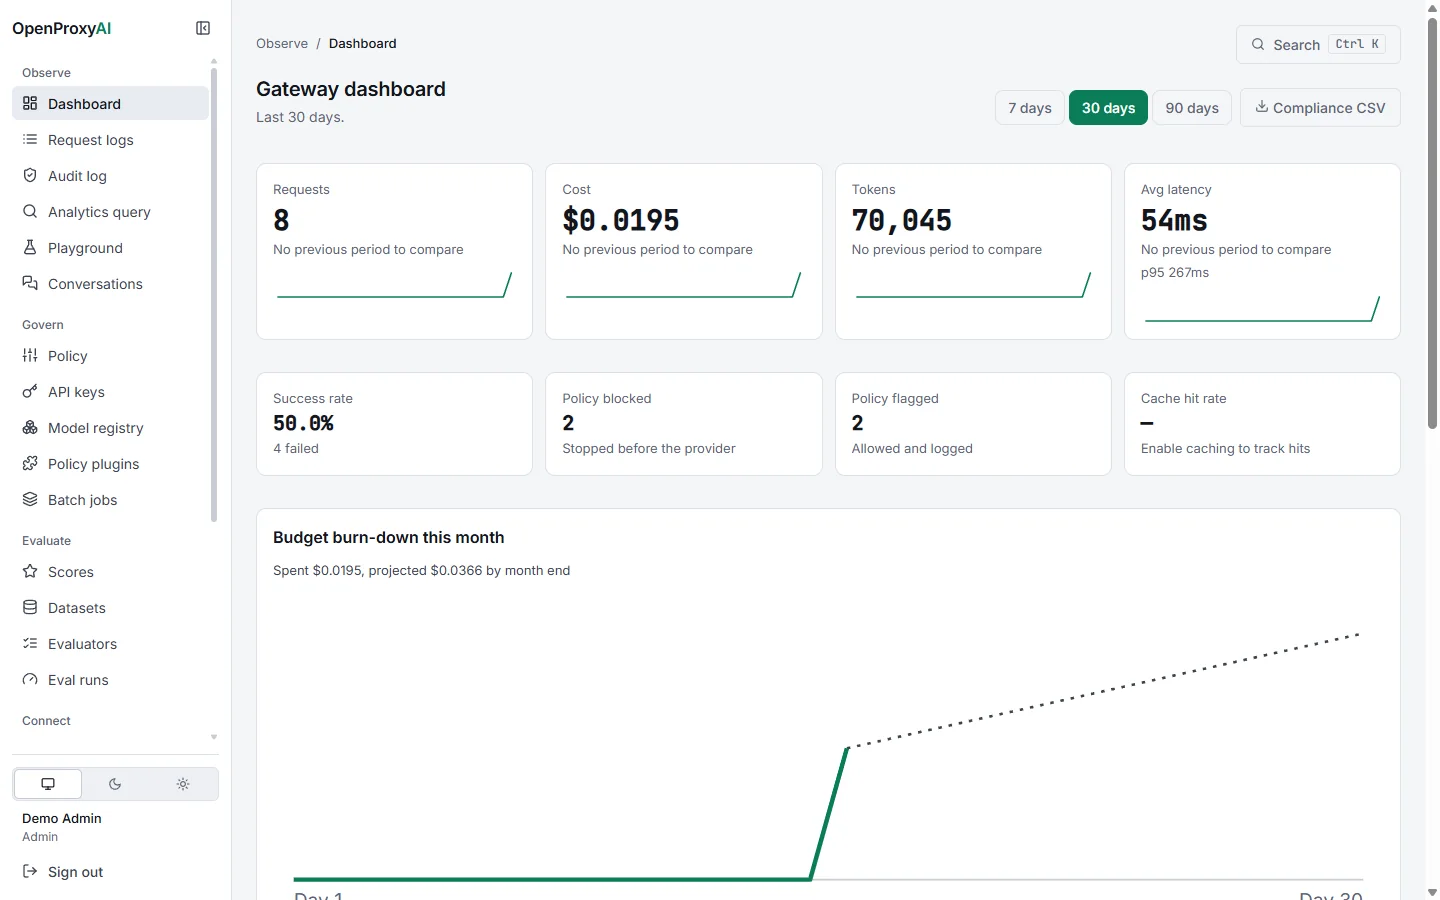 OpenProxyAI
Observe
Dashboard
Request logs
Audit log
Analytics query
Playground
Conversations
Govern
Policy
API keys
Model registry
Policy plugins
Batch jobs
Evaluate
Scores
Datasets
Evaluators
Eval runs
Connect
Demo Admin
Admin
Sign out
Observe / Dashboard
Search Ctrl K
Gateway dashboard
Last 30 days.
7 days
30 days
90 days
Compliance CSV
Requests
8
No previous period to compare
Cost
$0.0195
No previous period to compare
Tokens
70,045
No previous period to compare
Avg latency
54ms
No previous period to compare
p95 267ms
Success rate
50.0%
4 failed
Policy blocked
2
Stopped before the provider
Policy flagged
2
Allowed and logged
Cache hit rate
—
Enable caching to track hits
Budget burn-down this month
Spent $0.0195, projected $0.0366 by month end
Day 1
Day 30